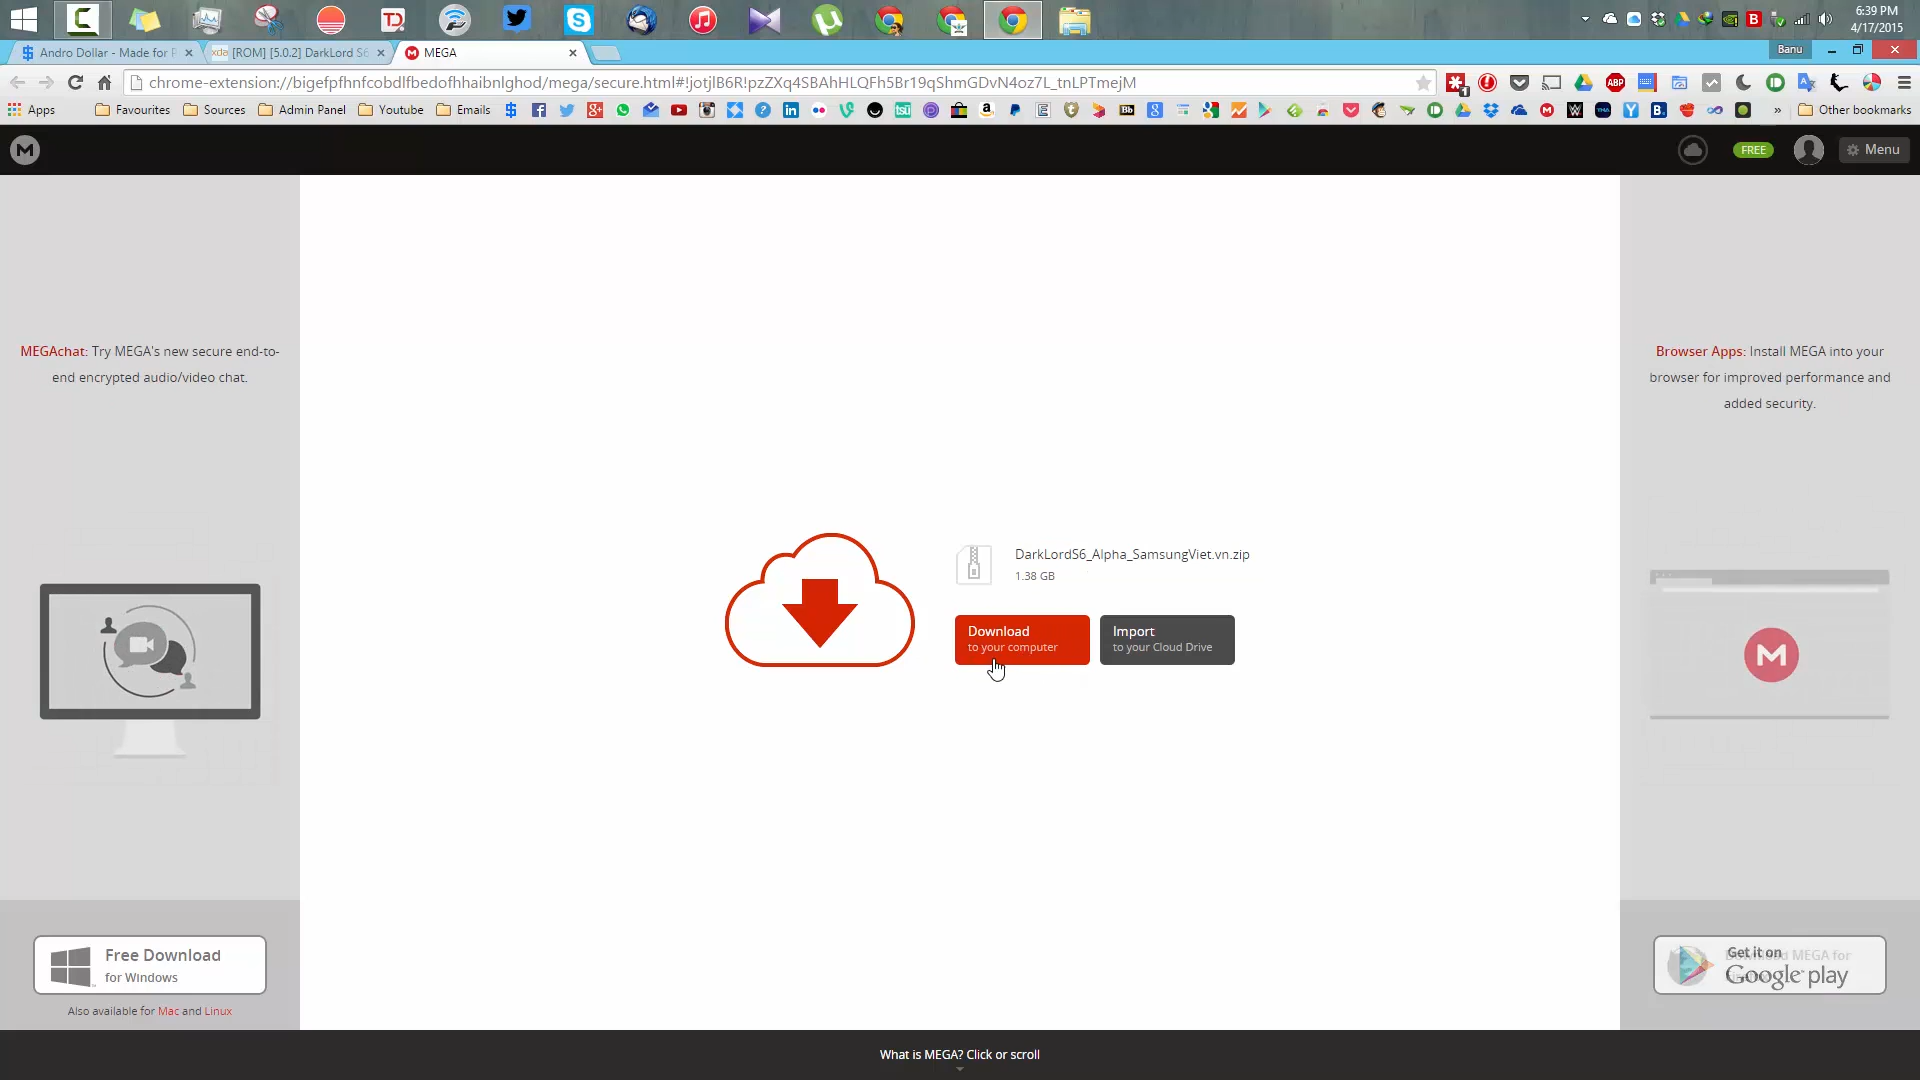 6:39 PM
4/17/2015
Andro Dollar - Made for P
xda [ROM] [5.0.2] DarkLord S6
MEGA
Banu
chrome-extension://bigefpfhnfcobdlfbedofhhaibnlghod/mega/secure.html#!jotjlB6R!pzZXq4SBAhHLQFh5Br19qShmGDvN4oz7L_tnLPTmejM
Apps
Favourites
Sources
Admin Panel
Youtube
Emails
Other bookmarks
FREE
Menu
MEGAchat: Try MEGA's new secure end-to-
end encrypted audio/video chat.
Browser Apps: Install MEGA into your
browser for improved performance and
added security.
DarkLordS6_Alpha_SamsungViet.vn.zip
1.38 GB
Download
to your computer
Import
to your Cloud Drive
Free Download
for Windows
Also available for Mac and Linux
Get it on
Google play
What is MEGA? Click or scroll